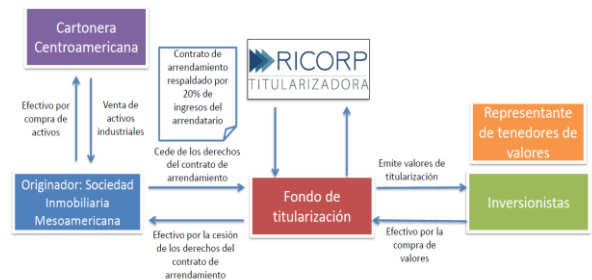 Cartonera
Centroamericana
Contrato de
arrendamiento
respaldado por
20% de
ingresos del
arrendatario
RICORP
TITULARIZADORA
Efectivo por
compra de
activos
Venta de
activos
industriales
Representante
de tenedores de
valores
Cede de los derechos
del contrato de
arrendamiento
Emite valores de
titularización
Originador: Sociedad
Inmobiliaria
Mesoamericana
Fondo de
titularización
Inversionistas
Efectivo por la cesión
de los derechos del
contrato de
arrendamiento
Efectivo por la
compra de
valores